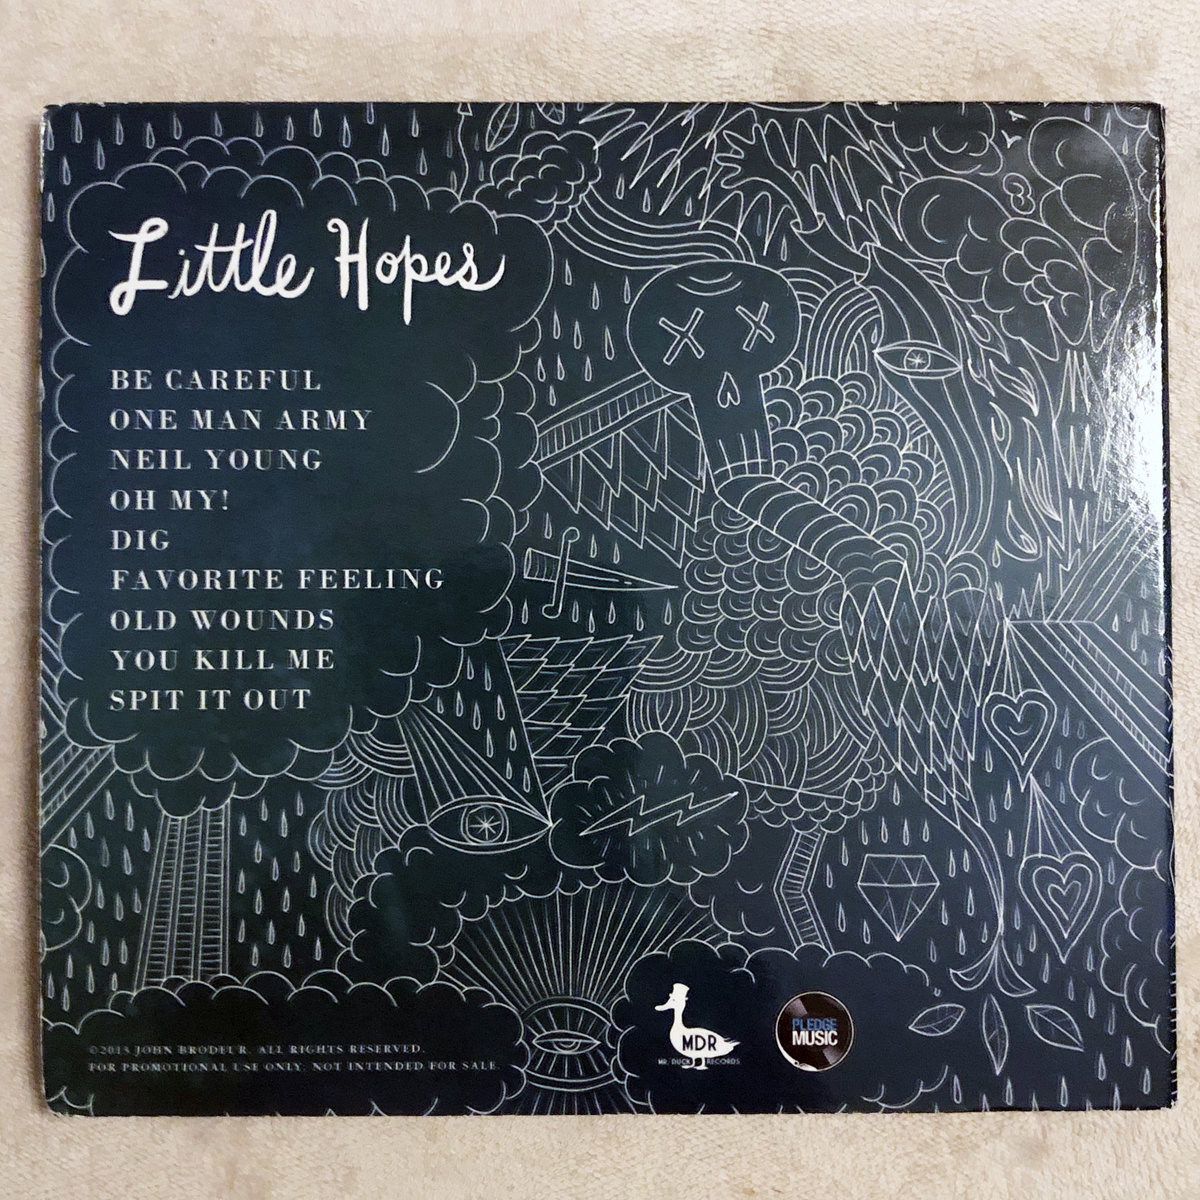 Little Hopes
BE CAREFUL
ONE MAN ARMY
NEIL YOUNG
OH MY!
DIG
FAVORITE FEELING
OLD WOUNDS
YOU KILL ME
SPIT IT OUT
©2013 JOHN BRODEUR. ALL RIGHTS RESERVED.
FOR PROMOTIONAL USE ONLY. NOT INTENDED FOR SALE.
MDR
MR. DUCK RECORDS
PLEDGE
MUSIC